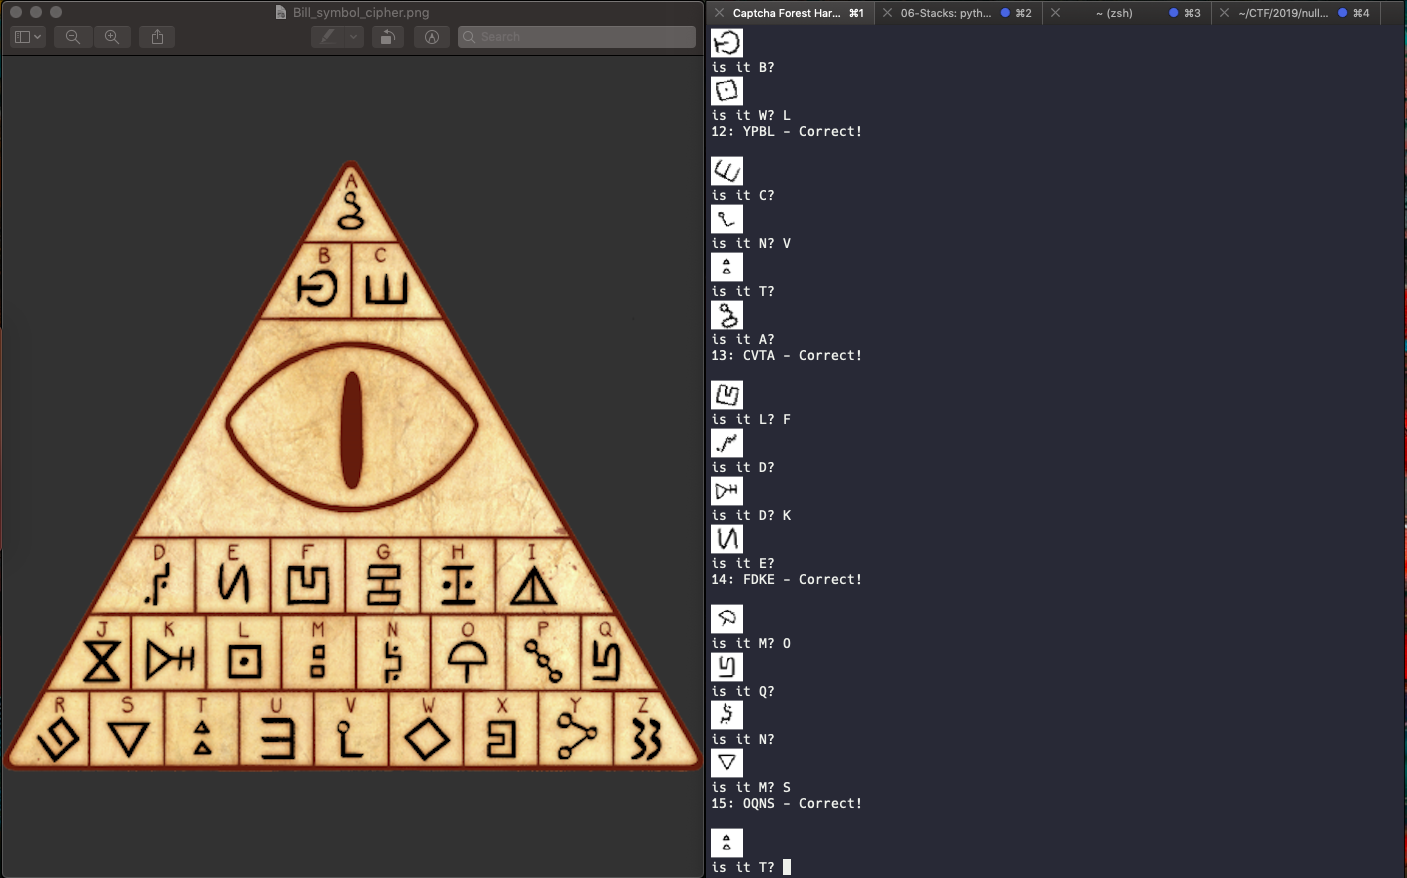 Bill_symbol_cipher.png
Search
A
B C
D E F G H I
J K L M N O P Q
R S T U V W X Y Z
Captcha Forest Har... ⌘1
06-Stacks: pyth... ⌘2
~ (zsh) ⌘3
~/CTF/2019/null... ⌘4
is it B?
is it W? L
12: YPBL - Correct!
is it C?
is it N? V
is it T?
is it A?
13: CVTA - Correct!
is it L? F
is it D?
is it D? K
is it E?
14: FDKE - Correct!
is it M? O
is it Q?
is it N?
is it M? S
15: OQNS - Correct!
is it T?